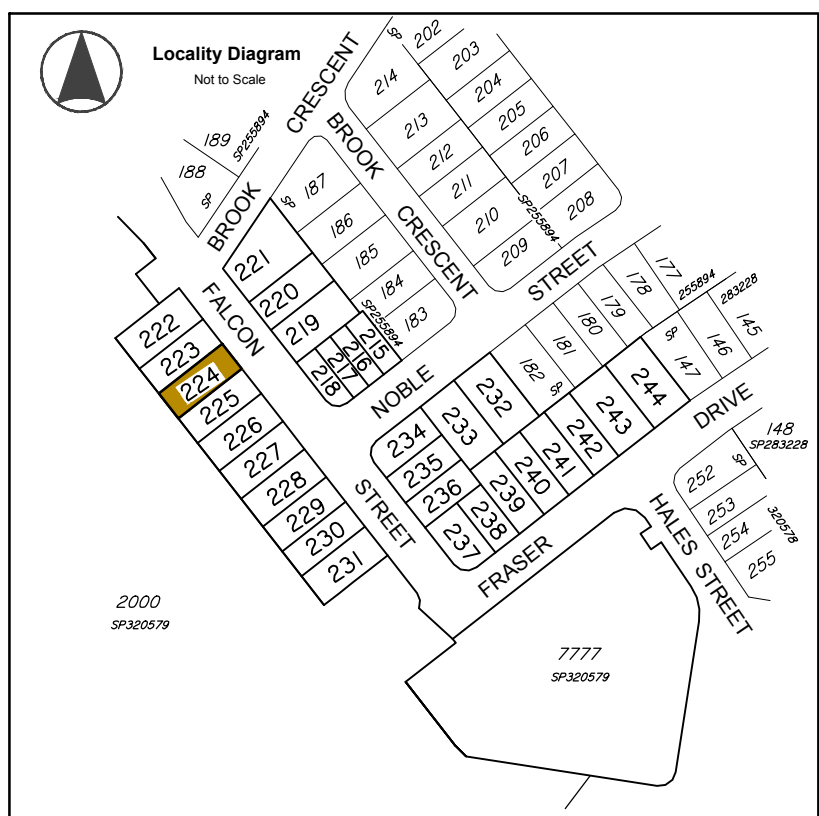 Locality Diagram
Not to Scale
CRESCENT
BROOK
BROOK
CRESCENT
FALCON
STREET
NOBLE
STREET
FRASER
DRIVE
HALES STREET
SP
202
203
204
205
206
207
208
214
213
212
211
210
209
SP255894
189
SP255894
188
SP
SP
187
186
185
184
183
SP255894
221
220
219
218
217
216
215
222
223
224
225
226
227
228
229
230
231
177
178
179
180
181
182
SP
255894
283228
145
146
147
SP
232
233
234
235
236
237
238
239
240
241
242
243
244
148
SP283228
252
SP
253
254
255
320578
2000
SP320579
7777
SP320579